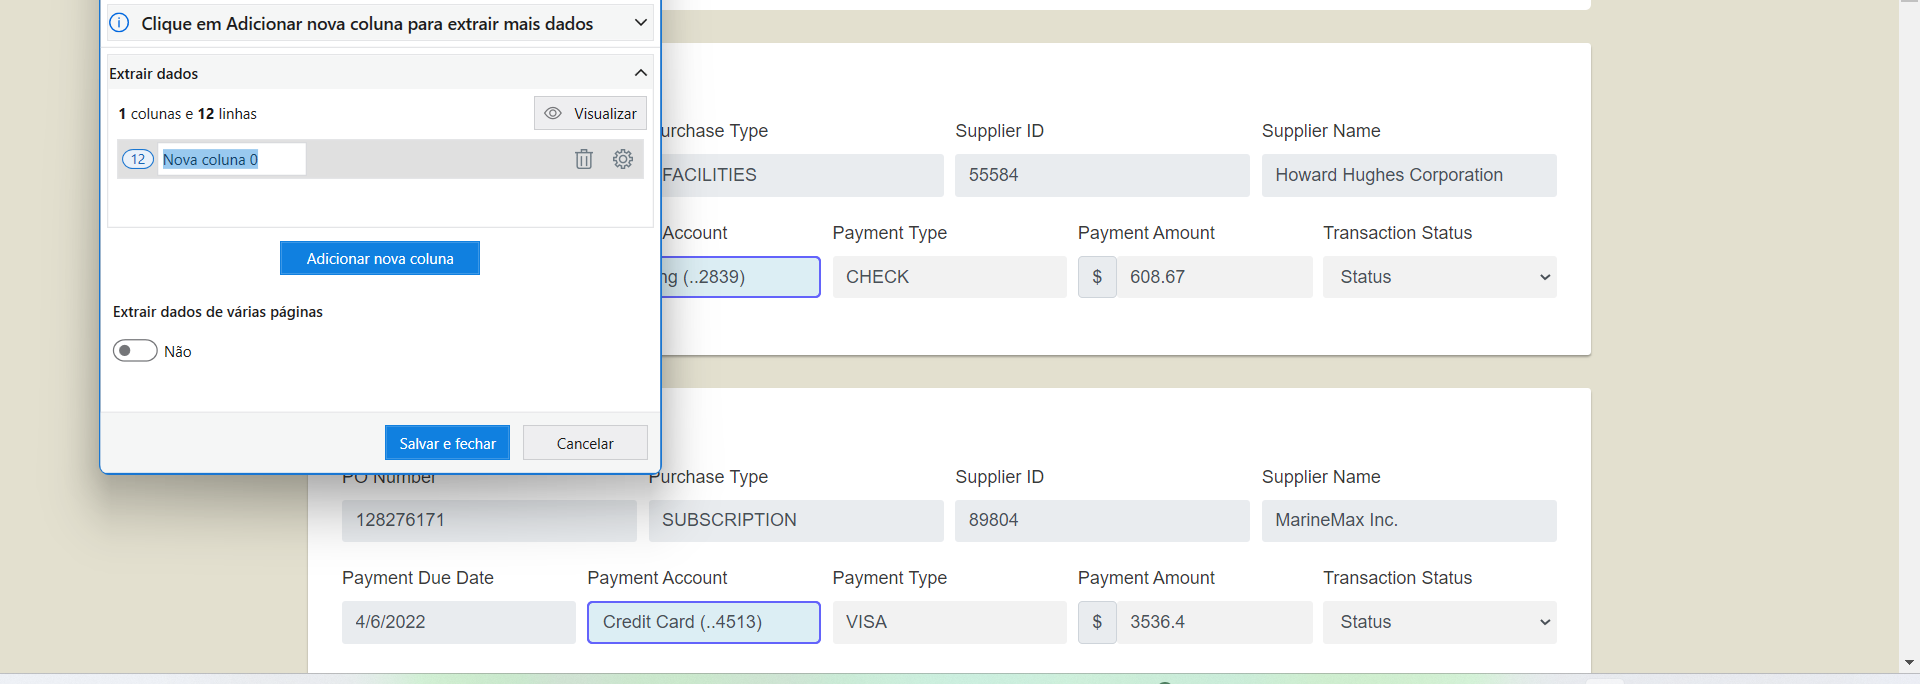 Clique em Adicionar nova coluna para extrair mais dados
Extrair dados
1 colunas e 12 linhas
Visualizar
12
Nova coluna 0
Adicionar nova coluna
Extrair dados de várias páginas
Não
Salvar e fechar
Cancelar
urchase Type
Supplier ID
Supplier Name
FACILITIES
55584
Howard Hughes Corporation
Account
Payment Type
Payment Amount
Transaction Status
ng (..2839)
CHECK
$
608.67
Status
PO Number
Purchase Type
Supplier ID
Supplier Name
128276171
SUBSCRIPTION
89804
MarineMax Inc.
Payment Due Date
Payment Account
Payment Type
Payment Amount
Transaction Status
4/6/2022
Credit Card (..4513)
VISA
$
3536.4
Status